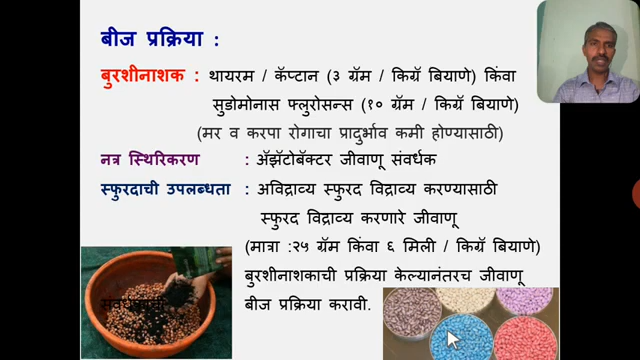 बीज प्रक्रिया :
बुरशीनाशक : थायरम / कॅप्टान (३ ग्रॅम / किग्रॅ बियाणे) किंवा
सुडोमोनास फ्लुरोसन्स (१० ग्रॅम / किग्रॅ बियाणे)
(मर व करपा रोगाचा प्रादुर्भाव कमी होण्यासाठी)
नत्र स्थिरिकरण : ॲझॅटोबॅक्टर जीवाणू संवर्धक
स्फुरदाची उपलब्धता : अविद्राव्य स्फुरद विद्राव्य करण्यासाठी
स्फुरद विद्राव्य करणारे जीवाणू
(मात्रा :२५ ग्रॅम किंवा ६ मिली / किग्रॅ बियाणे)
बुरशीनाशकाची प्रक्रिया केल्यानंतरच जीवाणू
बीज प्रक्रिया करावी.